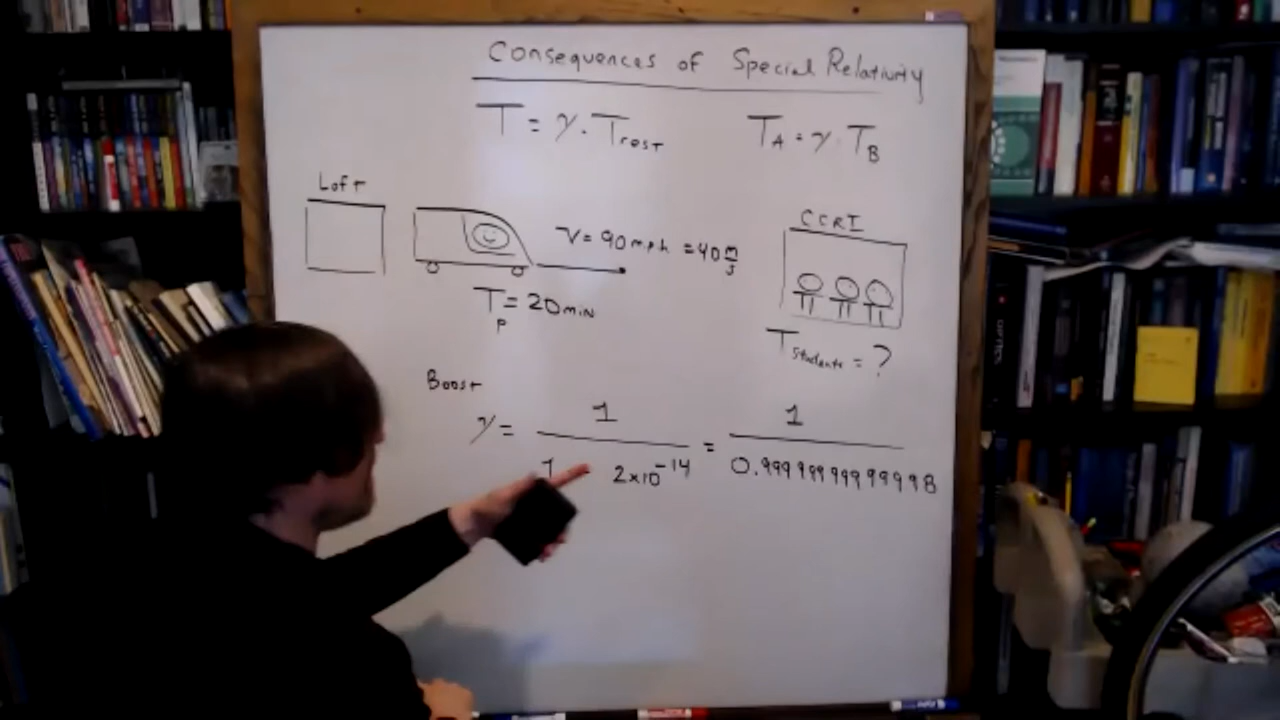 Consequences of Special Relativity
T = γ · Trest
TA = γ · TB
Loft
V = 90 mph = 40 m/s
CCRI
Tp = 20 min
Tstudents = ?
Boost
γ = 1 / 1 - 2x10^-14 = 1 / 0.99999999999998
OPTICS